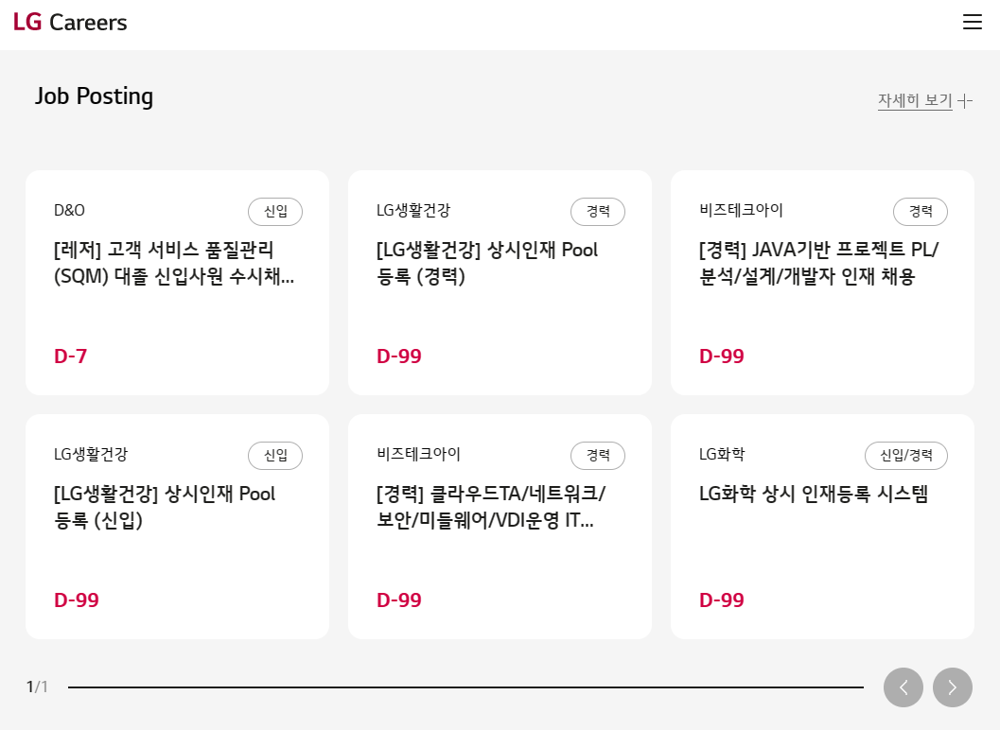 LG Careers
Job Posting
자세히 보기
D&O
신입
[레저] 고객 서비스 품질관리
(SQM) 대졸 신입사원 수시채...
D-7
LG생활건강
경력
[LG생활건강] 상시인재 Pool
등록 (경력)
D-99
비즈테크아이
경력
[경력] JAVA기반 프로젝트 PL/
분석/설계/개발자 인재 채용
D-99
LG생활건강
신입
[LG생활건강] 상시인재 Pool
등록 (신입)
D-99
비즈테크아이
경력
[경력] 클라우드TA/네트워크/
보안/미들웨어/VDI운영 IT...
D-99
LG화학
신입/경력
LG화학 상시 인재등록 시스템
D-99
1/1